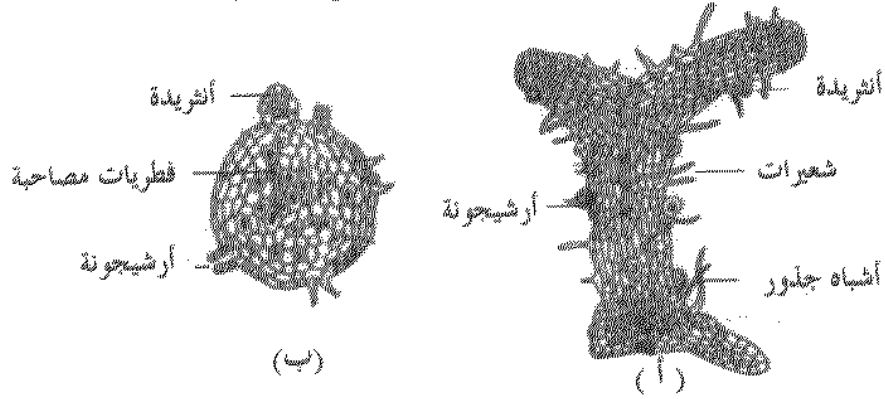 أنثريدة
شعيرات
أرشيجونة
أشباه جذور
(أ)
أنثريدة
فطريات مصاحبة
أرشيجونة
(ب)